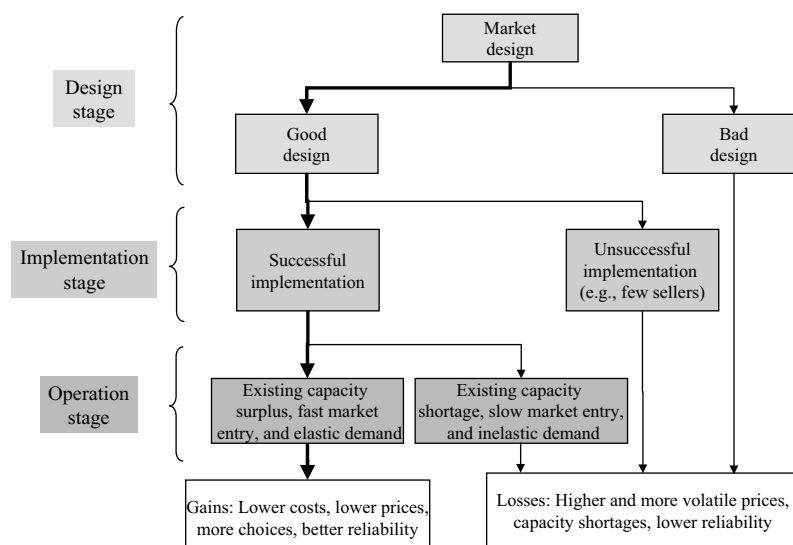 Market
design
Design
stage
Good
design
Bad
design
Implementation
stage
Successful
implementation
Unsuccessful
implementation
(e.g., few sellers)
Operation
stage
Existing capacity
surplus, fast market
entry, and elastic demand
Existing capacity
shortage, slow market entry,
and inelastic demand
Gains: Lower costs, lower prices,
more choices, better reliability
Losses: Higher and more volatile prices,
capacity shortages, lower reliability